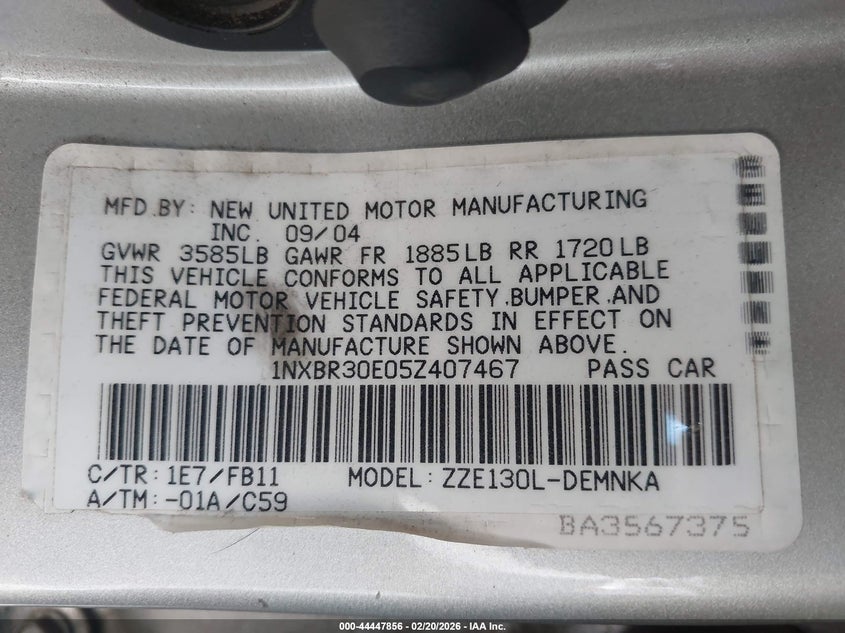 MFD.BY: NEW UNITED MOTOR MANUFACTURING
INC. 09/04
GVWR 3585LB GAWR FR 1885LB RR 1720LB
THIS VEHICLE CONFORMS TO ALL APPLICABLE
FEDERAL MOTOR VEHICLE SAFETY.BUMPER.AND
THEFT PREVENTION STANDARDS IN EFFECT ON
THE DATE OF MANUFACTURE SHOWN ABOVE.
1NXBR30E05Z407467 PASS CAR
C/TR: 1E7/FB11 MODEL: ZZE130L-DEMNKA
A/TM: -01A/C59
BA3567375
000-44447856 - 02/20/2026 - IAA Inc.